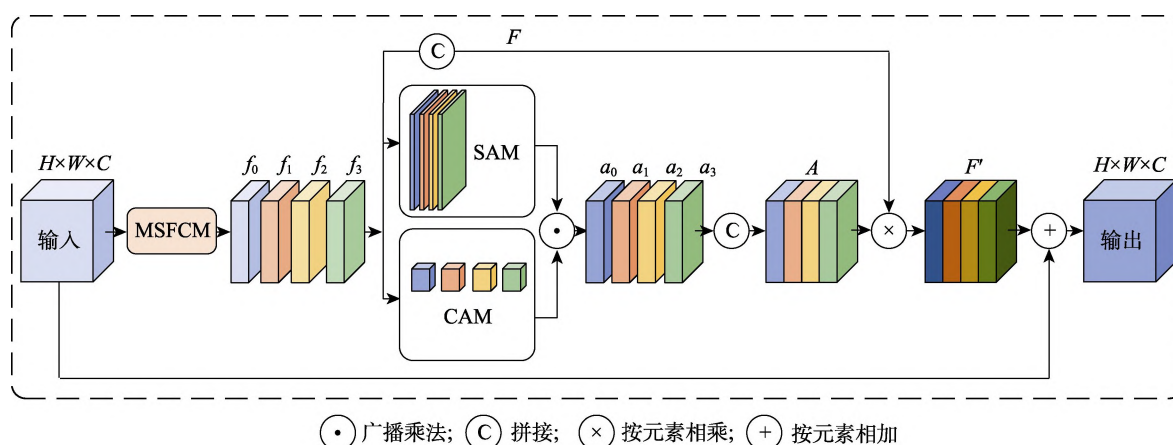 C F
SAM
H×W×C f₀ f₁ f₂ f₃ a₀ a₁ a₂ a₃ A F' H×W×C
输入 MSFCM • C × + 输出
CAM
• 广播乘法; C 拼接; × 按元素相乘; + 按元素相加